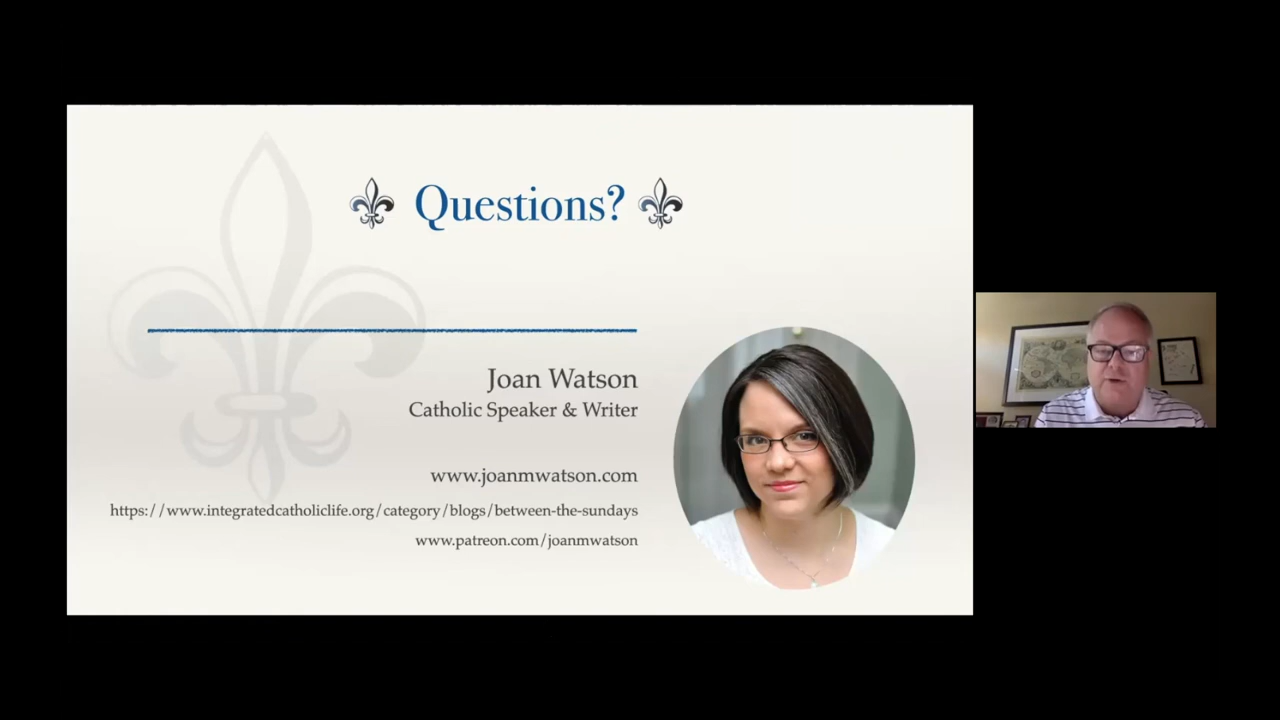 Questions?
Joan Watson
Catholic Speaker & Writer
www.joanmwatson.com
https://www.integratedcatholiclife.org/category/blogs/between-the-sundays
www.patreon.com/joanmwatson